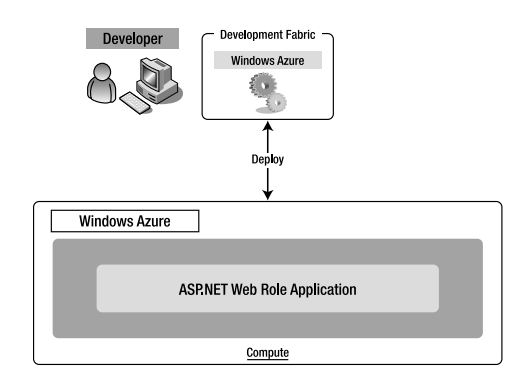 Developer
Development Fabric
Windows Azure
Deploy
Windows Azure
ASP.NET Web Role Application
Compute